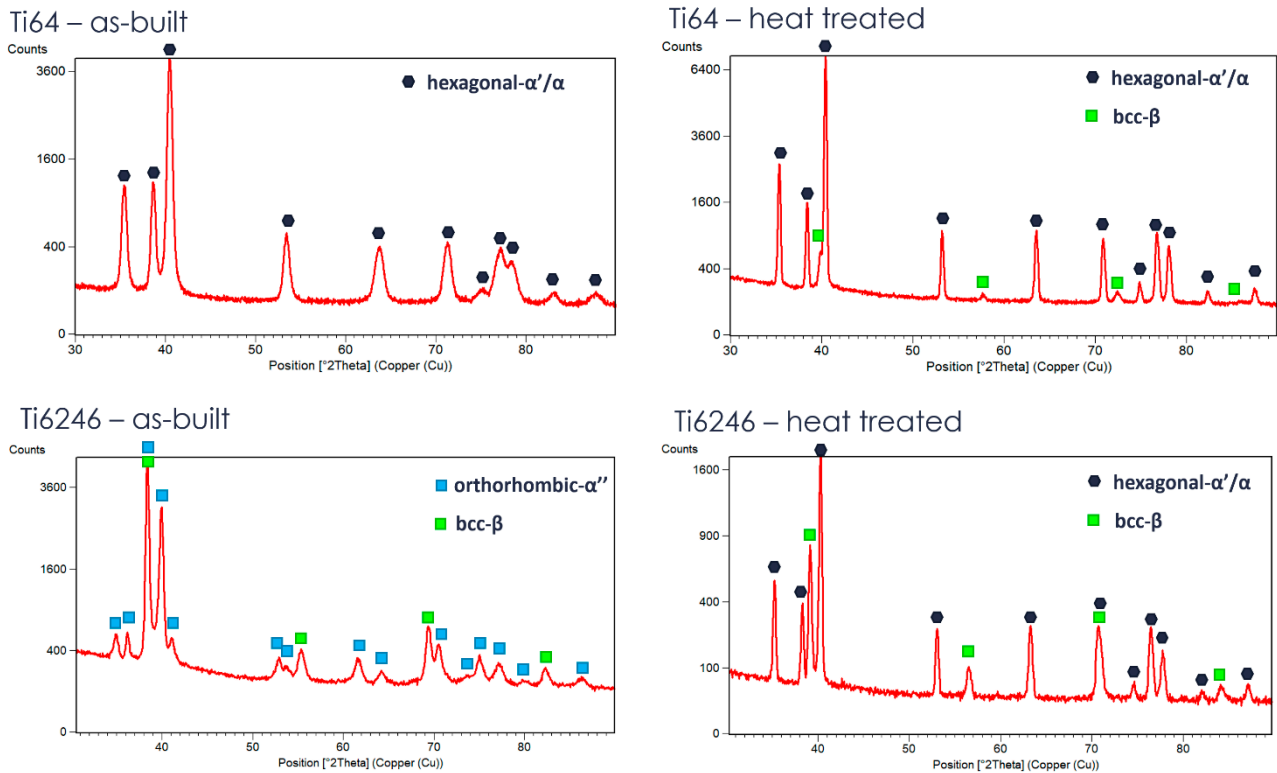 Ti64 – as-built
Counts
3600
1600
400
0
30
40
50
60
70
80
Position [°2Theta] (Copper (Cu))
hexagonal-α’/α
Ti64 – heat treated
Counts
6400
3600
1600
400
0
30
40
50
60
70
80
Position [°2Theta] (Copper (Cu))
hexagonal-α’/α
bcc-β
Ti6246 – as-built
Counts
3600
1600
400
0
40
50
60
70
80
Position [°2Theta] (Copper (Cu))
orthorhombic-α’’
bcc-β
Ti6246 – heat treated
Counts
1600
900
400
100
0
40
50
60
70
80
Position [°2Theta] (Copper (Cu))
hexagonal-α’/α
bcc-β